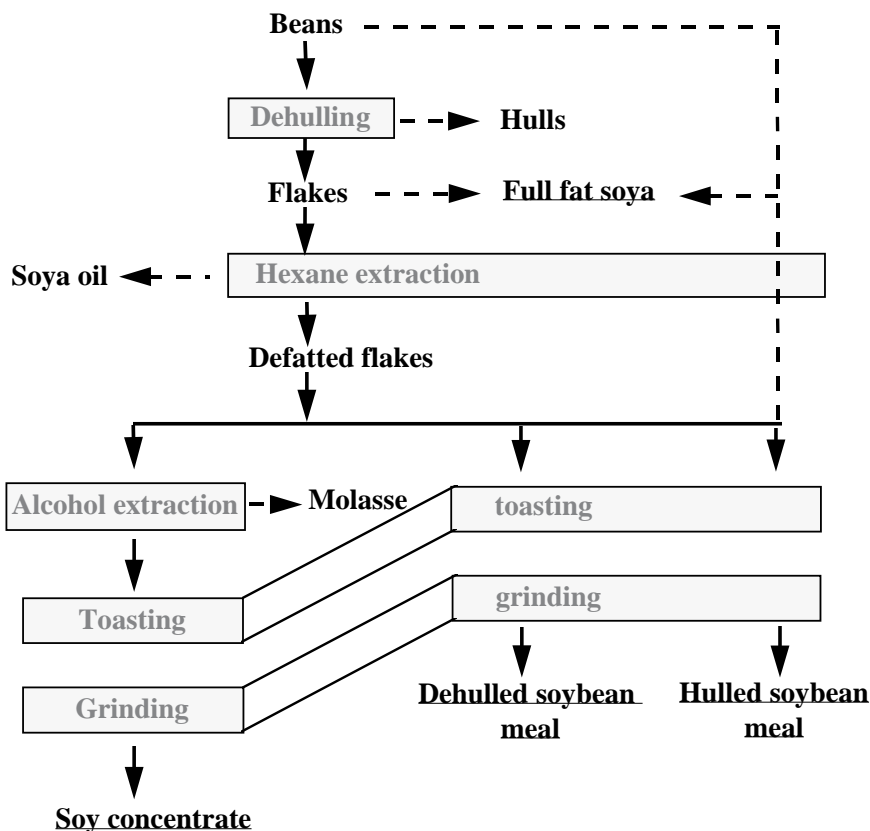 Beans
Dehulling
Hulls
Flakes
Full fat soya
Soya oil
Hexane extraction
Defatted flakes
Alcohol extraction
Molasse
toasting
Toasting
grinding
Grinding
Dehulled soybean
meal
Hulled soybean
meal
Soy concentrate